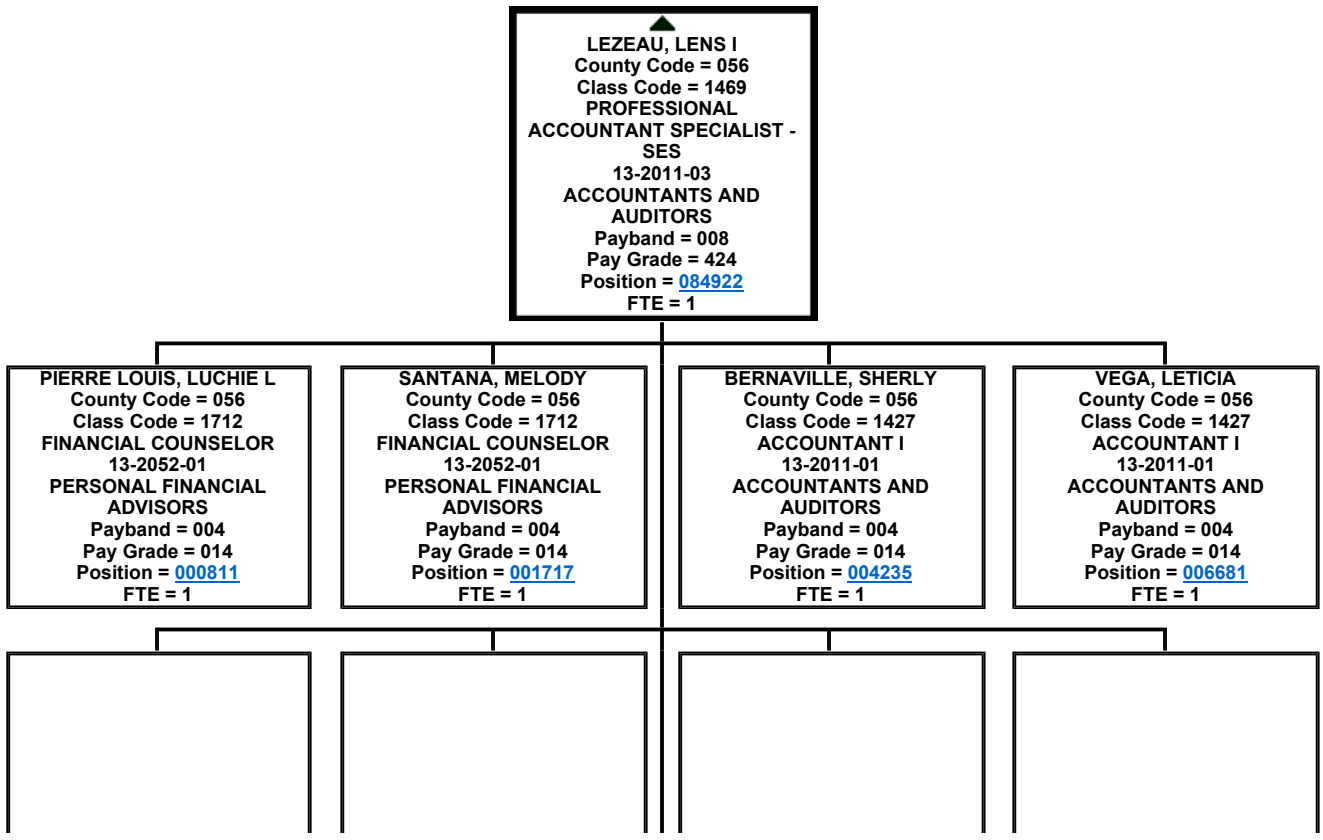 LEZEAU, LENS I
County Code = 056
Class Code = 1469
PROFESSIONAL
ACCOUNTANT SPECIALIST -
SES
13-2011-03
ACCOUNTANTS AND
AUDITORS
Payband = 008
Pay Grade = 424
Position = 084922
FTE = 1
PIERRE LOUIS, LUCHIE L
County Code = 056
Class Code = 1712
FINANCIAL COUNSELOR
13-2052-01
PERSONAL FINANCIAL
ADVISORS
Payband = 004
Pay Grade = 014
Position = 000811
FTE = 1
SANTANA, MELODY
County Code = 056
Class Code = 1712
FINANCIAL COUNSELOR
13-2052-01
PERSONAL FINANCIAL
ADVISORS
Payband = 004
Pay Grade = 014
Position = 001717
FTE = 1
BERNAVILLE, SHERLY
County Code = 056
Class Code = 1427
ACCOUNTANT I
13-2011-01
ACCOUNTANTS AND
AUDITORS
Payband = 004
Pay Grade = 014
Position = 004235
FTE = 1
VEGA, LETICIA
County Code = 056
Class Code = 1427
ACCOUNTANT I
13-2011-01
ACCOUNTANTS AND
AUDITORS
Payband = 004
Pay Grade = 014
Position = 006681
FTE = 1